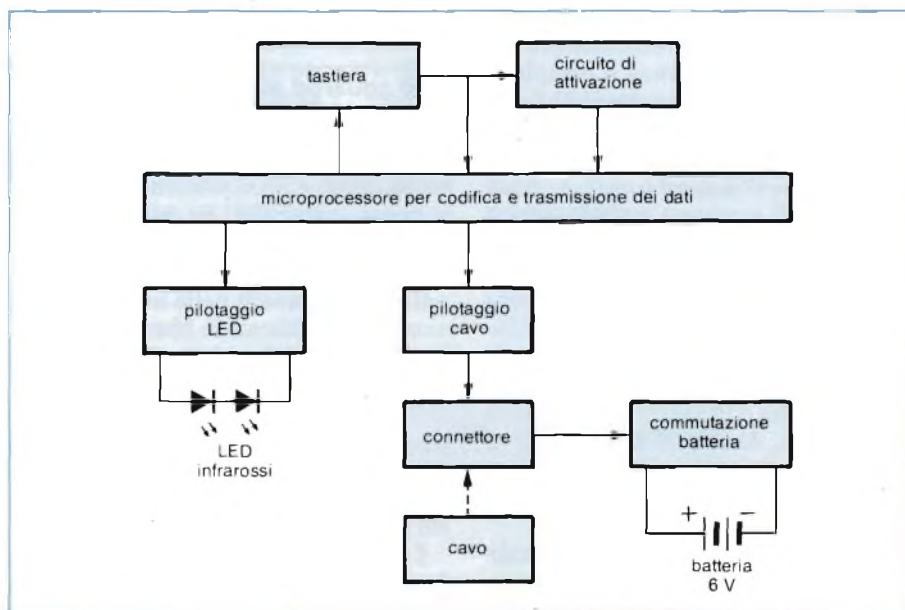 tastiera
circuito di
attivazione
microprocessore per codifica e trasmissione dei dati
pilotaggio
LED
pilotaggio
cavo
LED
infrarossi
connettore
commutazione
batteria
cavo
+ −
batteria
6 V